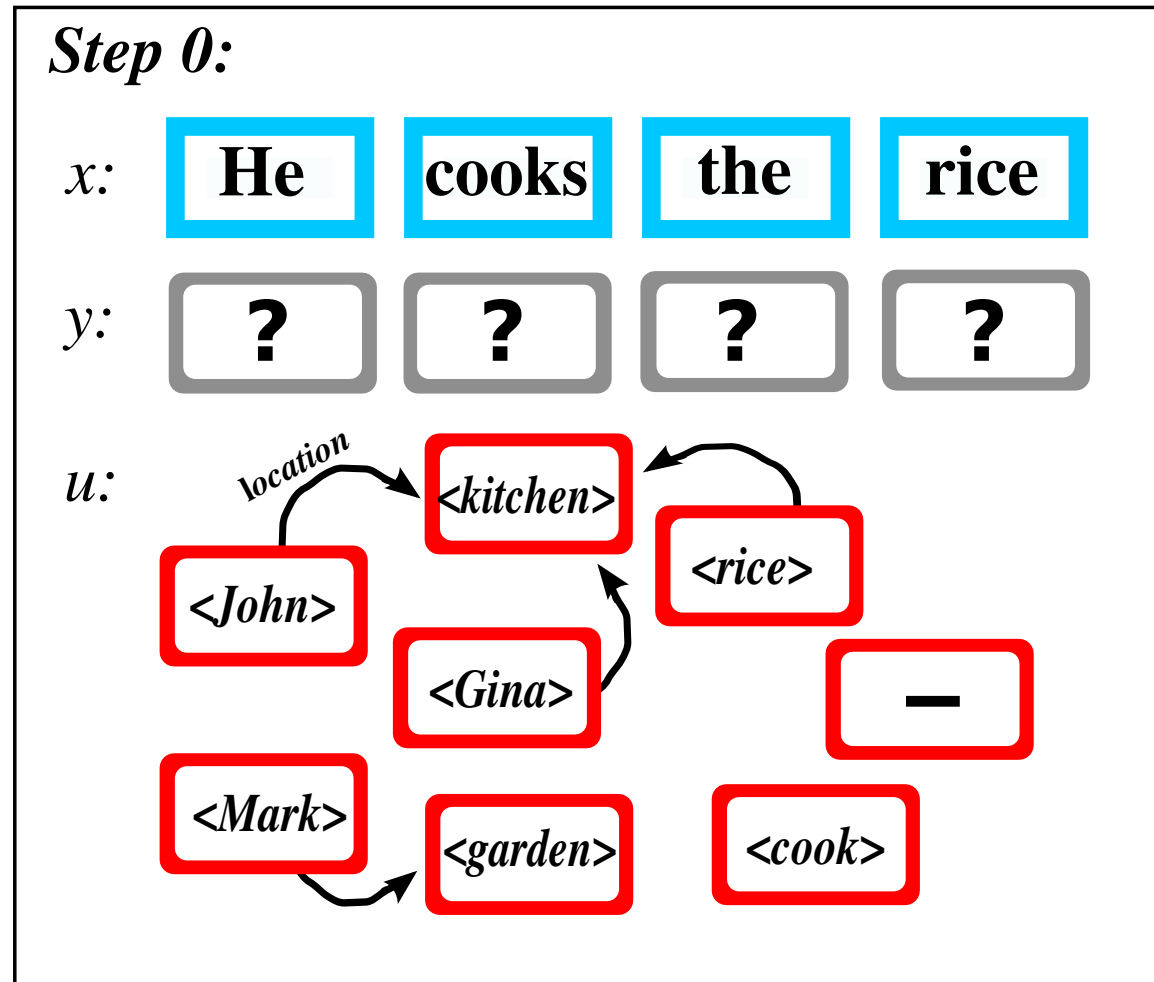 Step 0:
x: He cooks the rice
y: ? ? ? ?
u: location <kitchen>
<rice>
<John>
<Gina>
–
<Mark>
<garden> <cook>